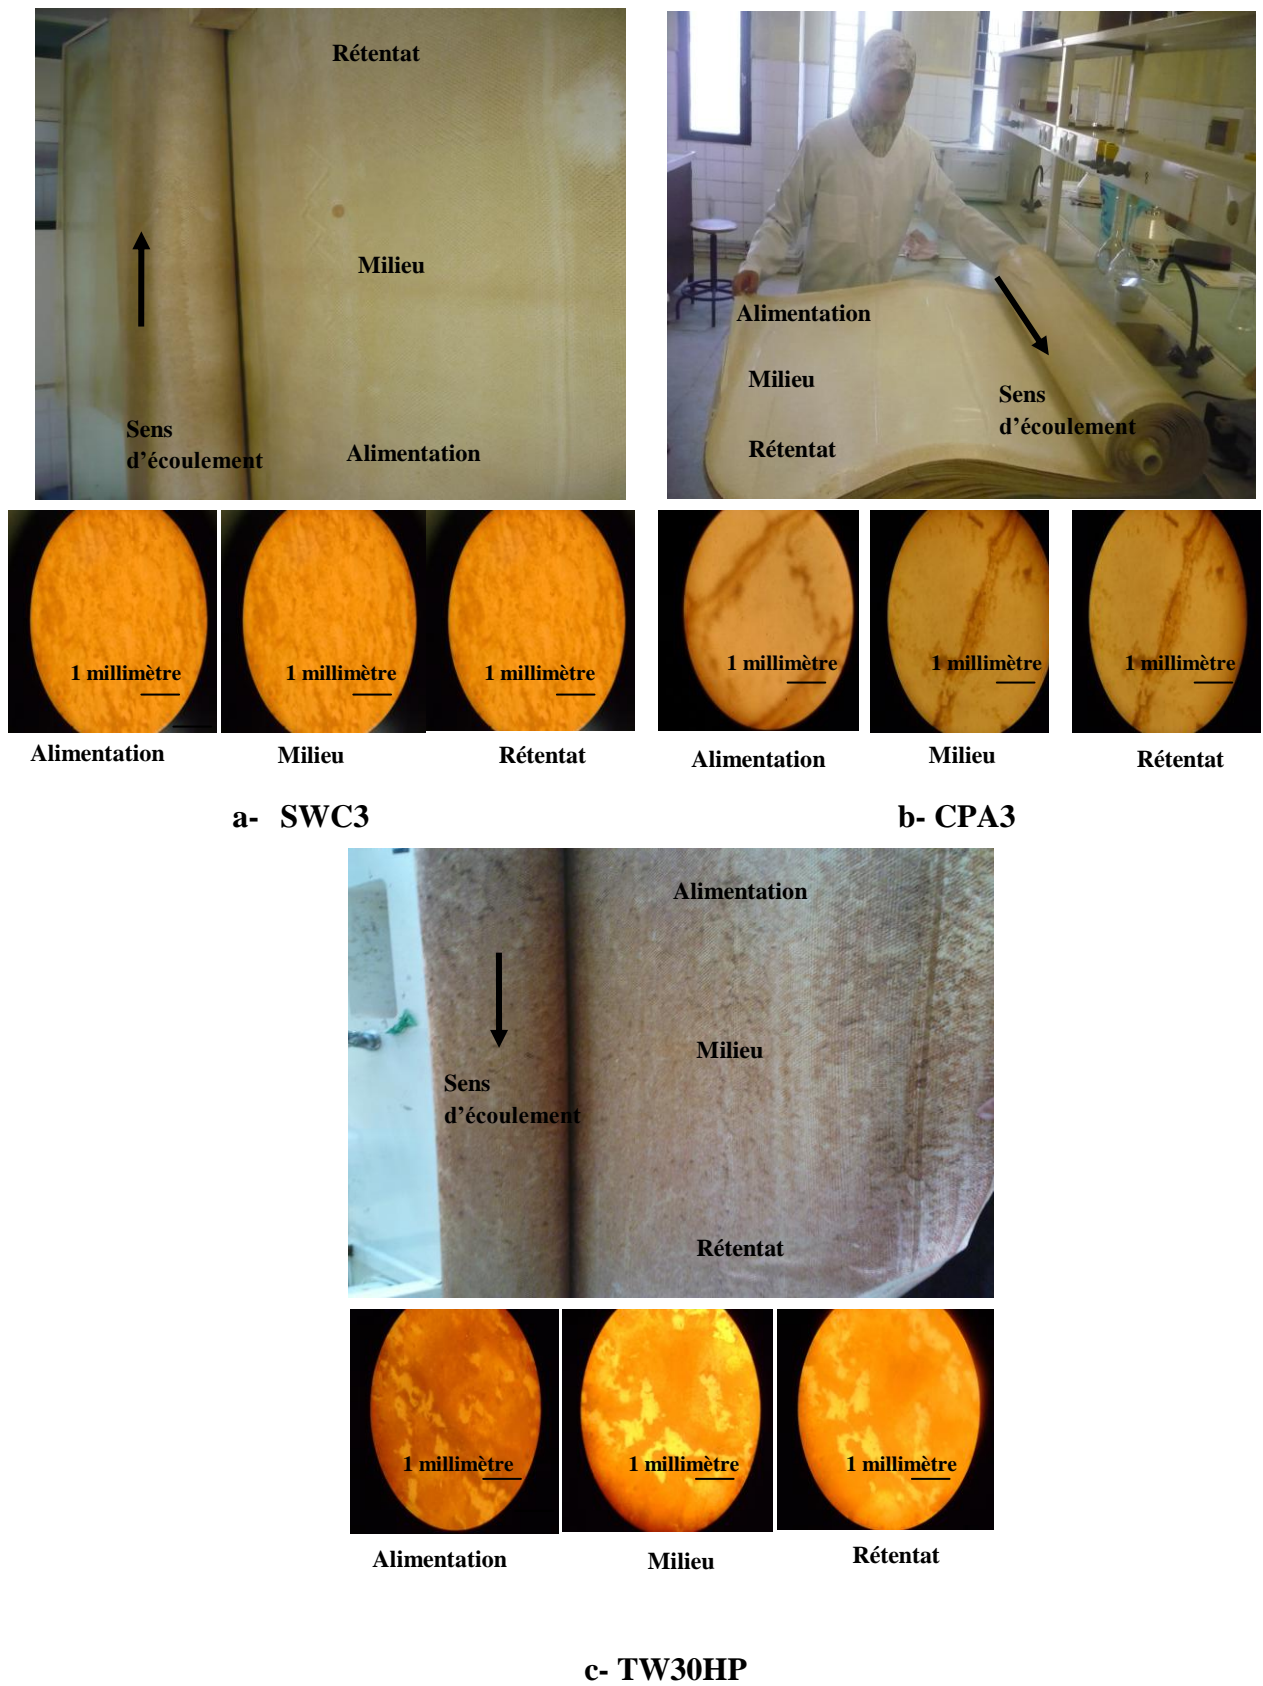 Rétentat
Milieu
Sens
d'écoulement
Alimentation
Alimentation
Milieu
Rétentat
Sens
d'écoulement
1 millimètre
1 millimètre
1 millimètre
1 millimètre
1 millimètre
1 millimètre
Alimentation
Milieu
Rétentat
Alimentation
Milieu
Rétentat
a- SWC3
b- CPA3
Alimentation
Milieu
Sens
d'écoulement
Rétentat
1 millimètre
1 millimètre
1 millimètre
Alimentation
Milieu
Rétentat
c- TW30HP